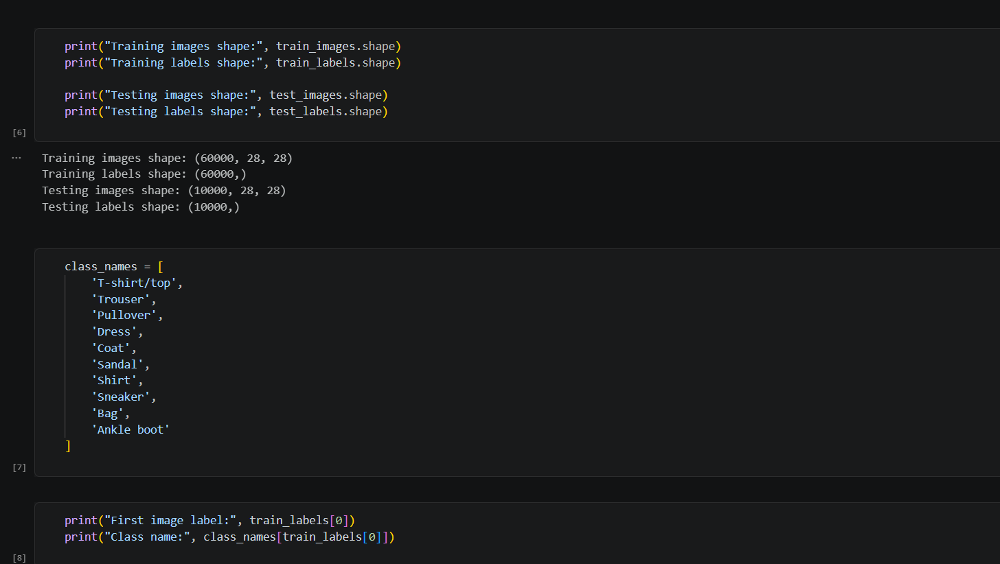 print("Training images shape:", train_images.shape)
print("Training labels shape:", train_labels.shape)
print("Testing images shape:", test_images.shape)
print("Testing labels shape:", test_labels.shape)
[6]
...
Training images shape: (60000, 28, 28)
Training labels shape: (60000,)
Testing images shape: (10000, 28, 28)
Testing labels shape: (10000,)
class_names = [
    'T-shirt/top',
    'Trouser',
    'Pullover',
    'Dress',
    'Coat',
    'Sandal',
    'Shirt',
    'Sneaker',
    'Bag',
    'Ankle boot'
]
[7]
print("First image label:", train_labels[0])
print("Class name:", class_names[train_labels[0]])
[8]